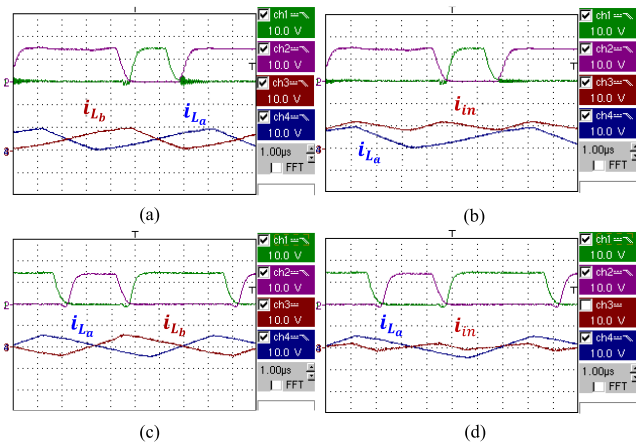 ch1
10.0 V
ch2
10.0 V
ch3
10.0 V
ch4
10.0 V
1.00µs
FFT
T
2
i_{L_b}
i_{L_a}
(a)
ch1
10.0 V
ch2
10.0 V
ch3
10.0 V
ch4
10.0 V
1.00µs
FFT
T
2
i_{in}
i_{L_a}
(b)
T
ch1
10.0 V
ch2
10.0 V
ch3
10.0 V
ch4
10.0 V
1.00µs
FFT
T
2
i_{L_a}
i_{L_b}
(c)
T
ch1
10.0 V
ch2
10.0 V
ch3
10.0 V
ch4
10.0 V
1.00µs
FFT
T
2
i_{L_a}
i_{in}
(d)